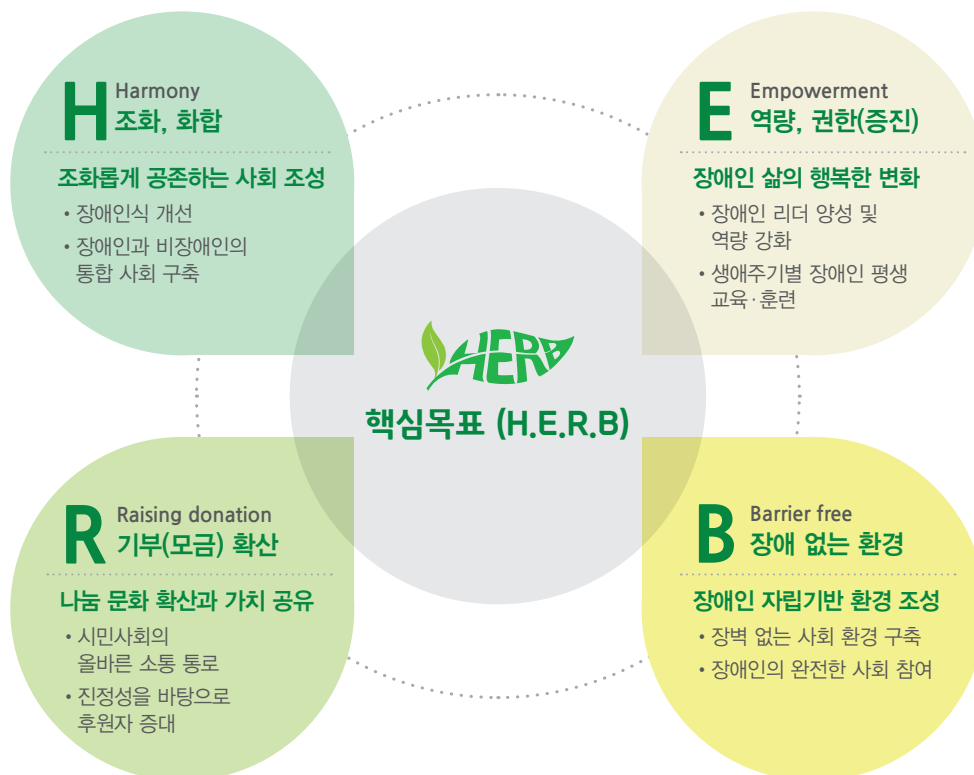 H
Harmony
조화, 화합
조화롭게 공존하는 사회 조성
• 장애인식 개선
• 장애인과 비장애인의
통합 사회 구축
E
Empowerment
역량, 권한(증진)
장애인 삶의 행복한 변화
• 장애인 리더 양성 및
역량 강화
• 생애주기별 장애인 평생
교육·훈련
HERB
핵심목표 (H.E.R.B)
R
Raising donation
기부(모금) 확산
나눔 문화 확산과 가치 공유
• 시민사회의
올바른 소통 통로
• 진정성을 바탕으로
후원자 증대
B
Barrier free
장애 없는 환경
장애인 자립기반 환경 조성
• 장벽 없는 사회 환경 구축
• 장애인의 완전한 사회 참여